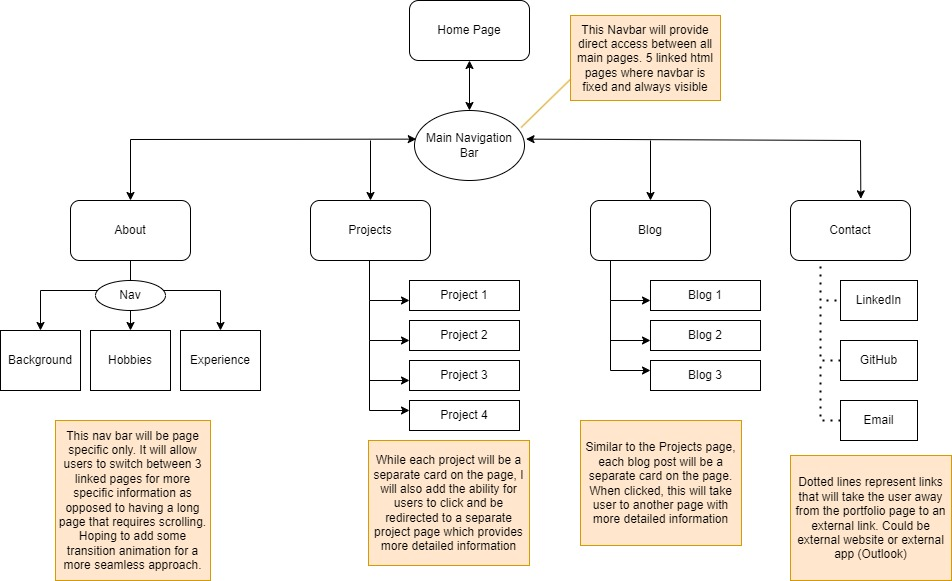 Home Page
This Navbar will provide
direct access between all
main pages. 5 linked html
pages where navbar is
fixed and always visible
Main Navigation
Bar
About
Projects
Blog
Contact
Nav
Background
Hobbies
Experience
Project 1
Project 2
Project 3
Project 4
Blog 1
Blog 2
Blog 3
LinkedIn
GitHub
Email
This nav bar will be page
specific only. It will allow
users to switch between 3
linked pages for more
specific information as
opposed to having a long
page that requires scrolling.
Hoping to add some
transition animation for a
more seamless approach.
While each project will be a
separate card on the page, I
will also add the ability for
users to click and be
redirected to a separate
project page which provides
more detailed information
Similar to the Projects page,
each blog post will be a
separate card on the page.
When clicked, this will take
user to another page with
more detailed information
Dotted lines represent links
that will take the user away
from the portfolio page to an
external link. Could be
external website or external
app (Outlook)